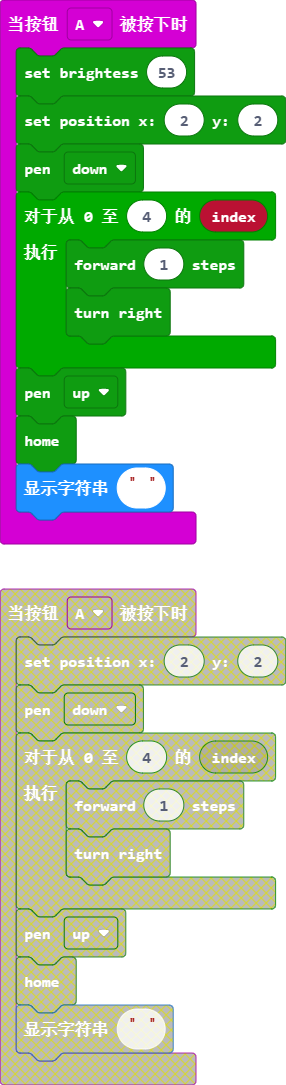 当按钮 A 被按下时
set brightess 53
set position x: 2 y: 2
pen down
对于从 0 至 4 的 index
执行
forward 1 steps
turn right
pen up
home
显示字符串 " "
当按钮 A 被按下时
set position x: 2 y: 2
pen down
对于从 0 至 4 的 index
执行
forward 1 steps
turn right
pen up
home
显示字符串 " "